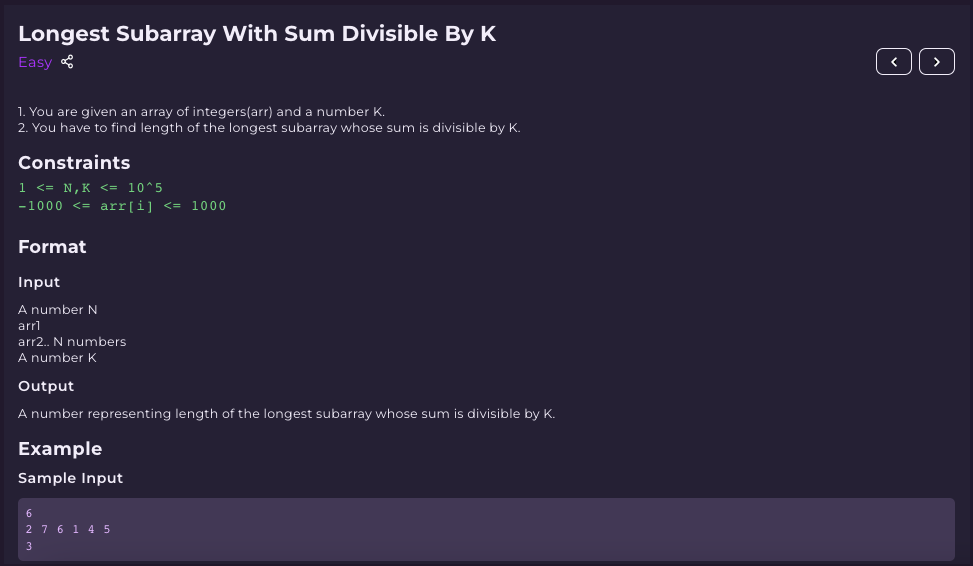 Longest Subarray With Sum Divisible By K
Easy
1. You are given an array of integers(arr) and a number K.
2. You have to find length of the longest subarray whose sum is divisible by K.
Constraints
1 <= N,K <= 10^5
-1000 <= arr[i] <= 1000
Format
Input
A number N
arr1
arr2.. N numbers
A number K
Output
A number representing length of the longest subarray whose sum is divisible by K.
Example
Sample Input
6
2 7 6 1 4 5
3